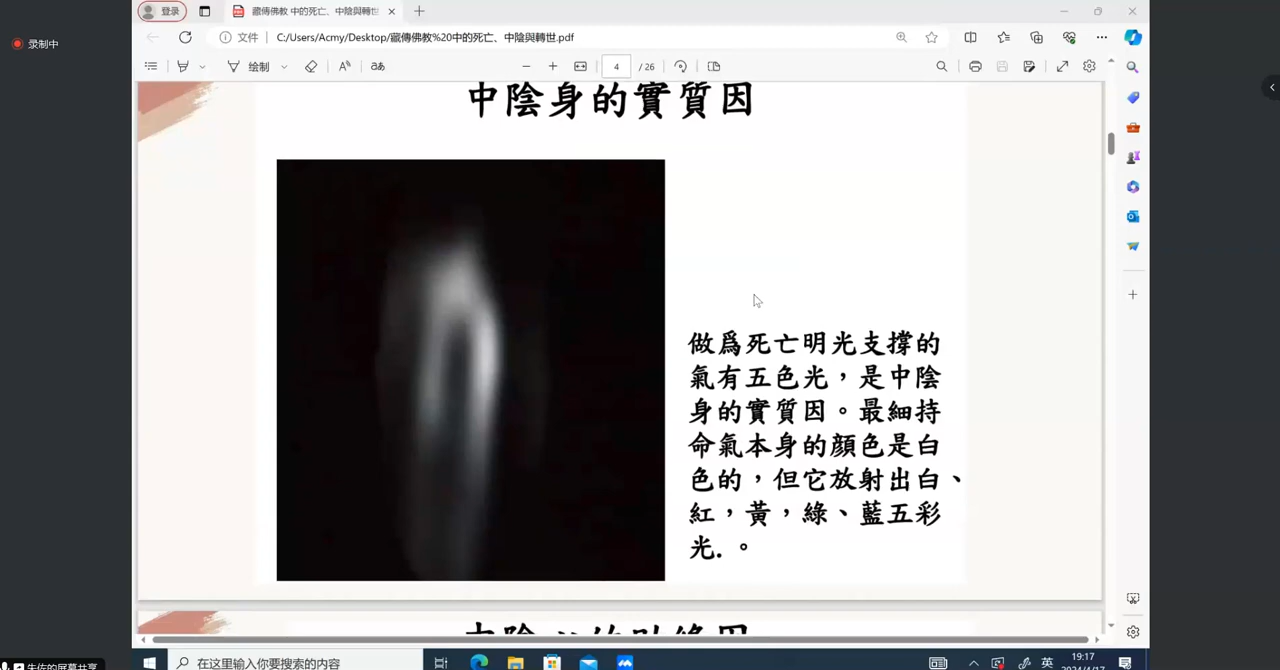 登录
藏傳佛教 中的死亡、中陰與轉世
录制中
文件
C:/Users/Acmy/Desktop/藏傳佛教%20中的死亡、中陰與轉世.pdf
绘制
4 / 26
中陰身的實質因
做爲死亡明光支撐的
氣有五色光，是中陰
身的實質因。最細持
命氣本身的顏色是白
色的，但它放射出白、
紅，黃，綠、藍五彩
光.。
在这里输入你要搜索的内容
英
19:17
2024/4/17